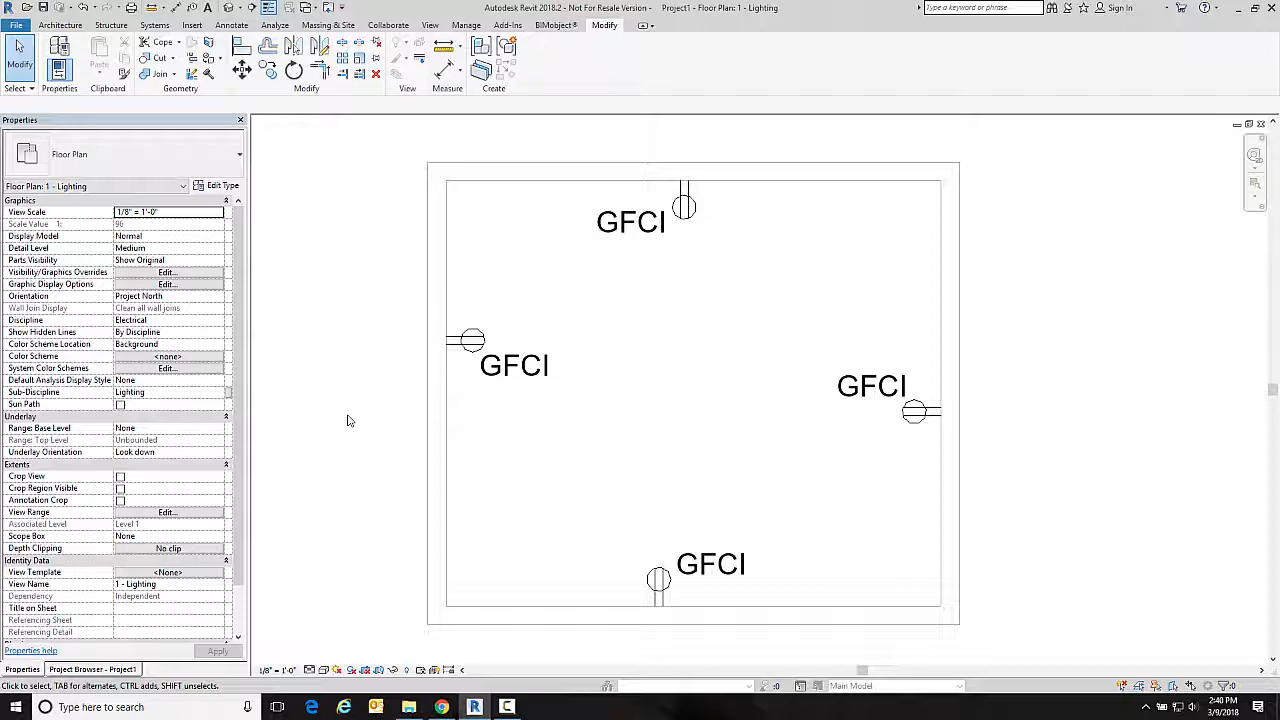 Autodesk Revit 2018.2 - Not For Resale Version - Project1 - Floor Plan: 1 - Lighting
Type a keyword or phrase
Sign In
File Architecture Structure Systems Insert Annotate Analyze Massing & Site Collaborate View Manage Add-Ins BIMobject® Modify
Modify
Paste
Cope
Cut
Join
Select Properties Clipboard Geometry Modify View Measure Create
Properties
Floor Plan
Floor Plan: 1 - Lighting Edit Type
Graphics
View Scale 1/8" = 1'-0"
Scale Value 1: 96
Display Model Normal
Detail Level Medium
Parts Visibility Show Original
Visibility/Graphics Overrides Edit...
Graphic Display Options Edit...
Orientation Project North
Wall Join Display Clean all wall joins
Discipline Electrical
Show Hidden Lines By Discipline
Color Scheme Location Background
Color Scheme <none>
System Color Schemes Edit...
Default Analysis Display Style None
Sub-Discipline Lighting
Sun Path
Underlay
Range: Base Level None
Range: Top Level Unbounded
Underlay Orientation Look down
Extents
Crop View
Crop Region Visible
Annotation Crop
View Range Edit...
Associated Level Level 1
Scope Box None
Depth Clipping No clip
Identity Data
View Template <None>
View Name 1 - Lighting
Dependency Independent
Title on Sheet
Referencing Sheet
Referencing Detail
Properties help Apply
Properties Project Browser - Project1
GFCI
GFCI
GFCI
GFCI
1/8" = 1'-0"
Click to select, TAB for alternates, CTRL adds, SHIFT unselects.
:0
Main Model
:0
Type here to search
2:40 PM
3/9/2018